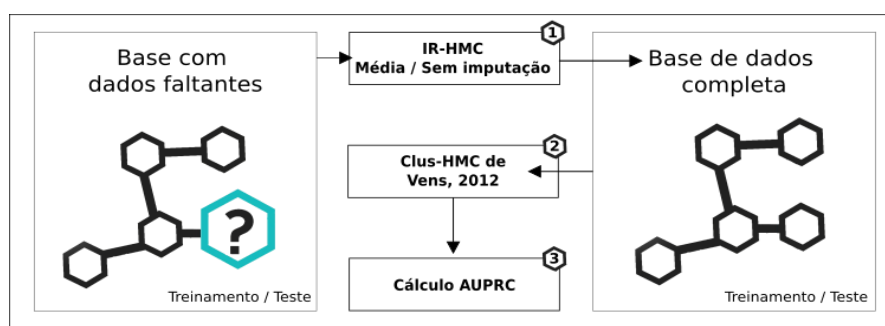 Base com
dados faltantes
?
Treinamento / Teste
1
IR-HMC
Média / Sem imputação
2
Clus-HMC de
Vens, 2012
3
Cálculo AUPRC
Base de dados
completa
Treinamento / Teste